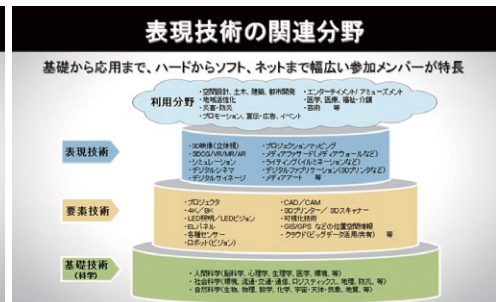 表現技術の関連分野
基礎から応用まで、ハードからソフト、ネットまで幅広い参加メンバーが特長
利用分野
・空間設計、土木、建築、都市開発
・地域活性化
・災害・防災
・プロモーション、宣伝・広告、イベント
・エンターテイメント/アミューズメント
・医学、医療、福祉・介護
・芸術 等
表現技術
・3D映像(立体視)
・3DCG/VR/MR/AR
・シミュレーション
・デジタルシネマ
・デジタルサイネージ
・プロジェクションマッピング
・メディアファサード(メディアウォールなど)
・ライティング(イルミネーションなど)
・デジタルファブリケーション(3Dプリンタなど)
・メディアアート 等
要素技術
・プロジェクタ
・4K/8K
・LED照明/LEDビジョン
・ELパネル
・各種センサー
・ロボット(ビジョン)
・CAD/CAM
・3Dプリンター/3Dスキャナー
・可視化技術
・GIS/GPS などの位置空間情報
・クラウド(ビッグデータ活用/共有) 等
基礎技術
(科学)
・人間科学(脳科学、心理学、生理学、医学、環境、等)
・社会科学(環境、流通・交通・通信、ロジスティックス、地理、防災、等)
・自然科学(生物、物理、数学、化学、宇宙・天体・気象、地質、等)